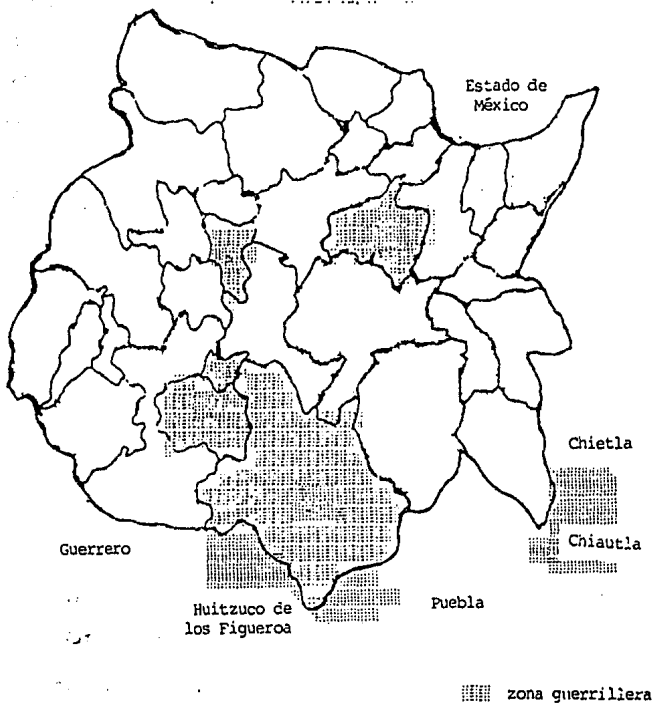 Estado de
México
Chietla
Chiautla
Guerrero
Huitzuco de
los Figueroa
Puebla
zona guerrillera